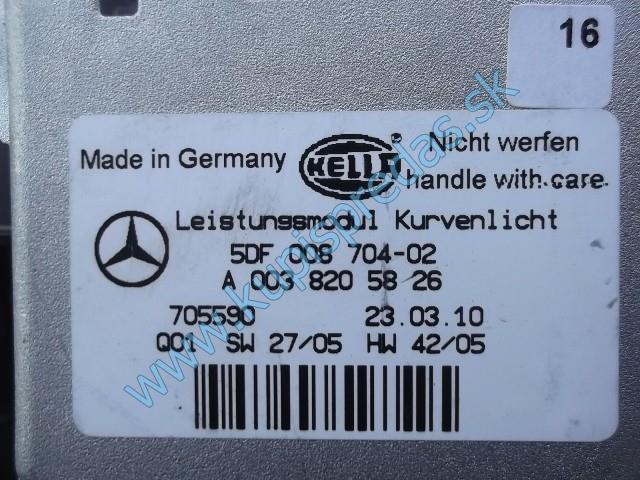 16
Made in Germany
HELLA®
Nicht werfen
handle with care
Leistungsmodul Kurvenlicht
5DF 008 704-02
A 003 820 58 26
705590 23.03.10
Q01 SW 27/05 HW 42/05
www.kupispredas.sk